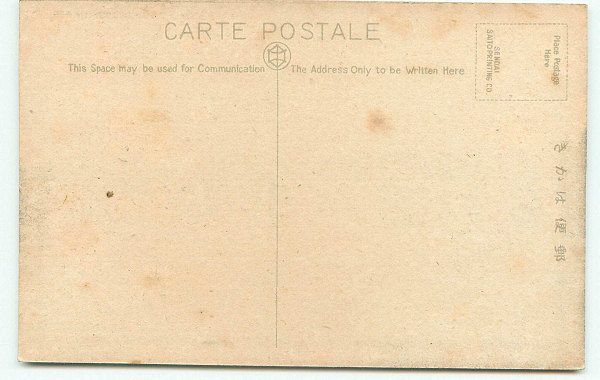 CARTE POSTALE
This Space may be used for Communication
The Address Only to be Written Here
Place Postage
Here
SENDAI
SAITO PRINTING CO.
郵便はかき